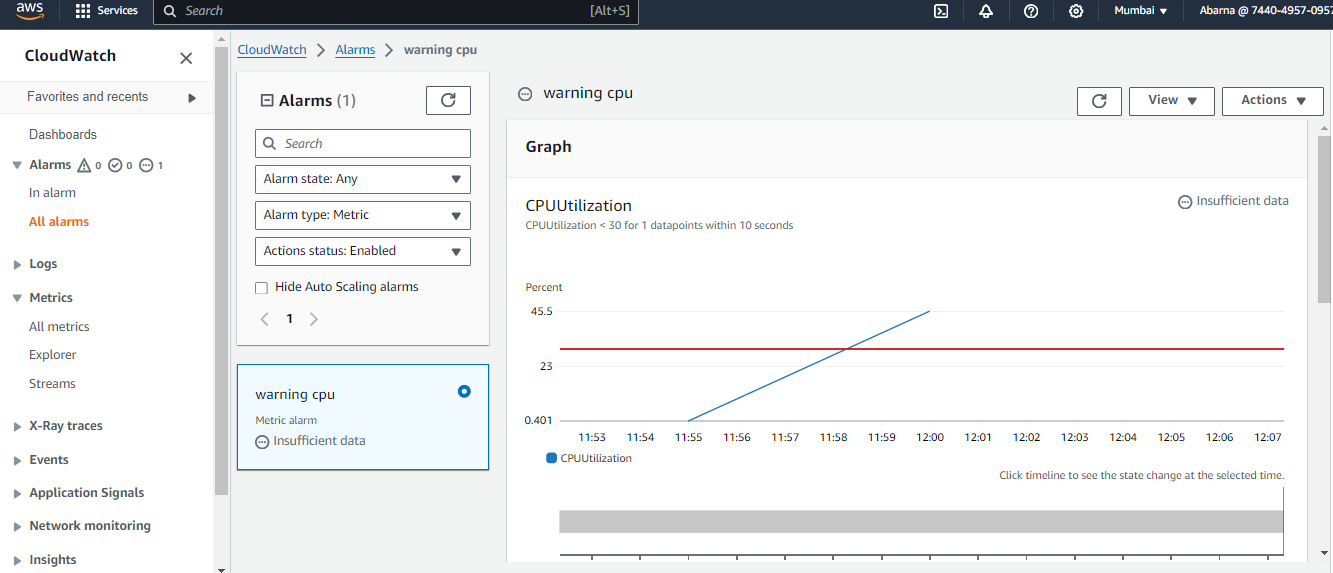 aws
Services
Search
[Alt+S]
Mumbai
Abarna @ 7440-4957-0957
CloudWatch
Favorites and recents
Dashboards
Alarms 0 0 1
In alarm
All alarms
Logs
Metrics
All metrics
Explorer
Streams
X-Ray traces
Events
Application Signals
Network monitoring
Insights
CloudWatch > Alarms > warning cpu
Alarms (1)
Search
Alarm state: Any
Alarm type: Metric
Actions status: Enabled
Hide Auto Scaling alarms
1
warning cpu
Metric alarm
Insufficient data
warning cpu
View
Actions
Graph
CPUUtilization
Insufficient data
CPUUtilization < 30 for 1 datapoints within 10 seconds
Percent
45.5
23
0.401
11:53 11:54 11:55 11:56 11:57 11:58 11:59 12:00 12:01 12:02 12:03 12:04 12:05 12:06 12:07
CPUUtilization
Click timeline to see the state change at the selected time.